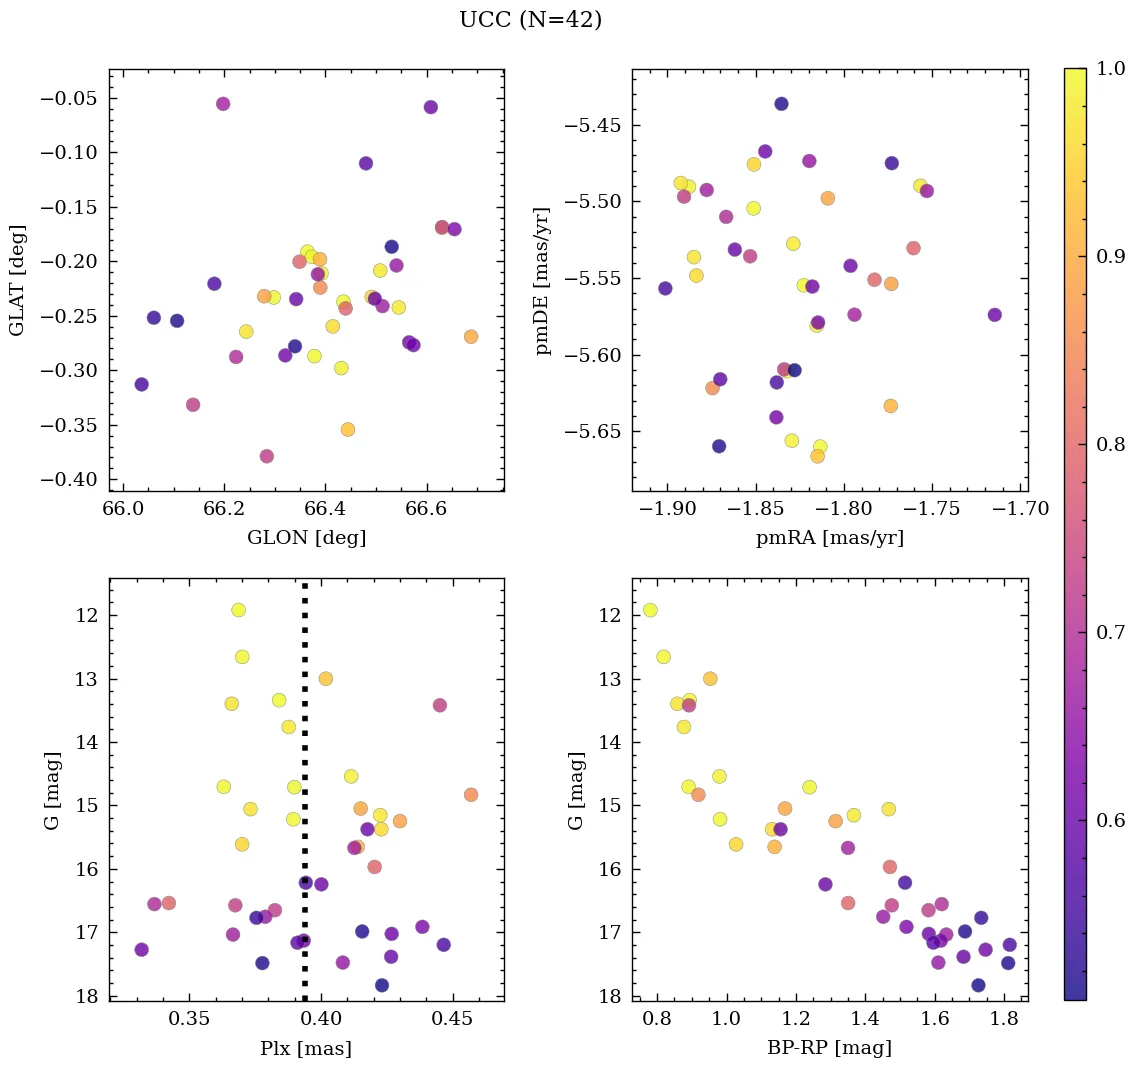 UCC (N=42)
−0.05
−0.10
−0.15
−0.20
−0.25
−0.30
−0.35
−0.40
GLAT [deg]
66.0 66.2 66.4 66.6
GLON [deg]
−5.45
−5.50
−5.55
−5.60
−5.65
pmDE [mas/yr]
−1.90 −1.85 −1.80 −1.75 −1.70
pmRA [mas/yr]
12
13
14
15
16
17
18
G [mag]
0.35 0.40 0.45
Plx [mas]
12
13
14
15
16
17
18
G [mag]
0.8 1.0 1.2 1.4 1.6 1.8
BP-RP [mag]
1.0
0.9
0.8
0.7
0.6